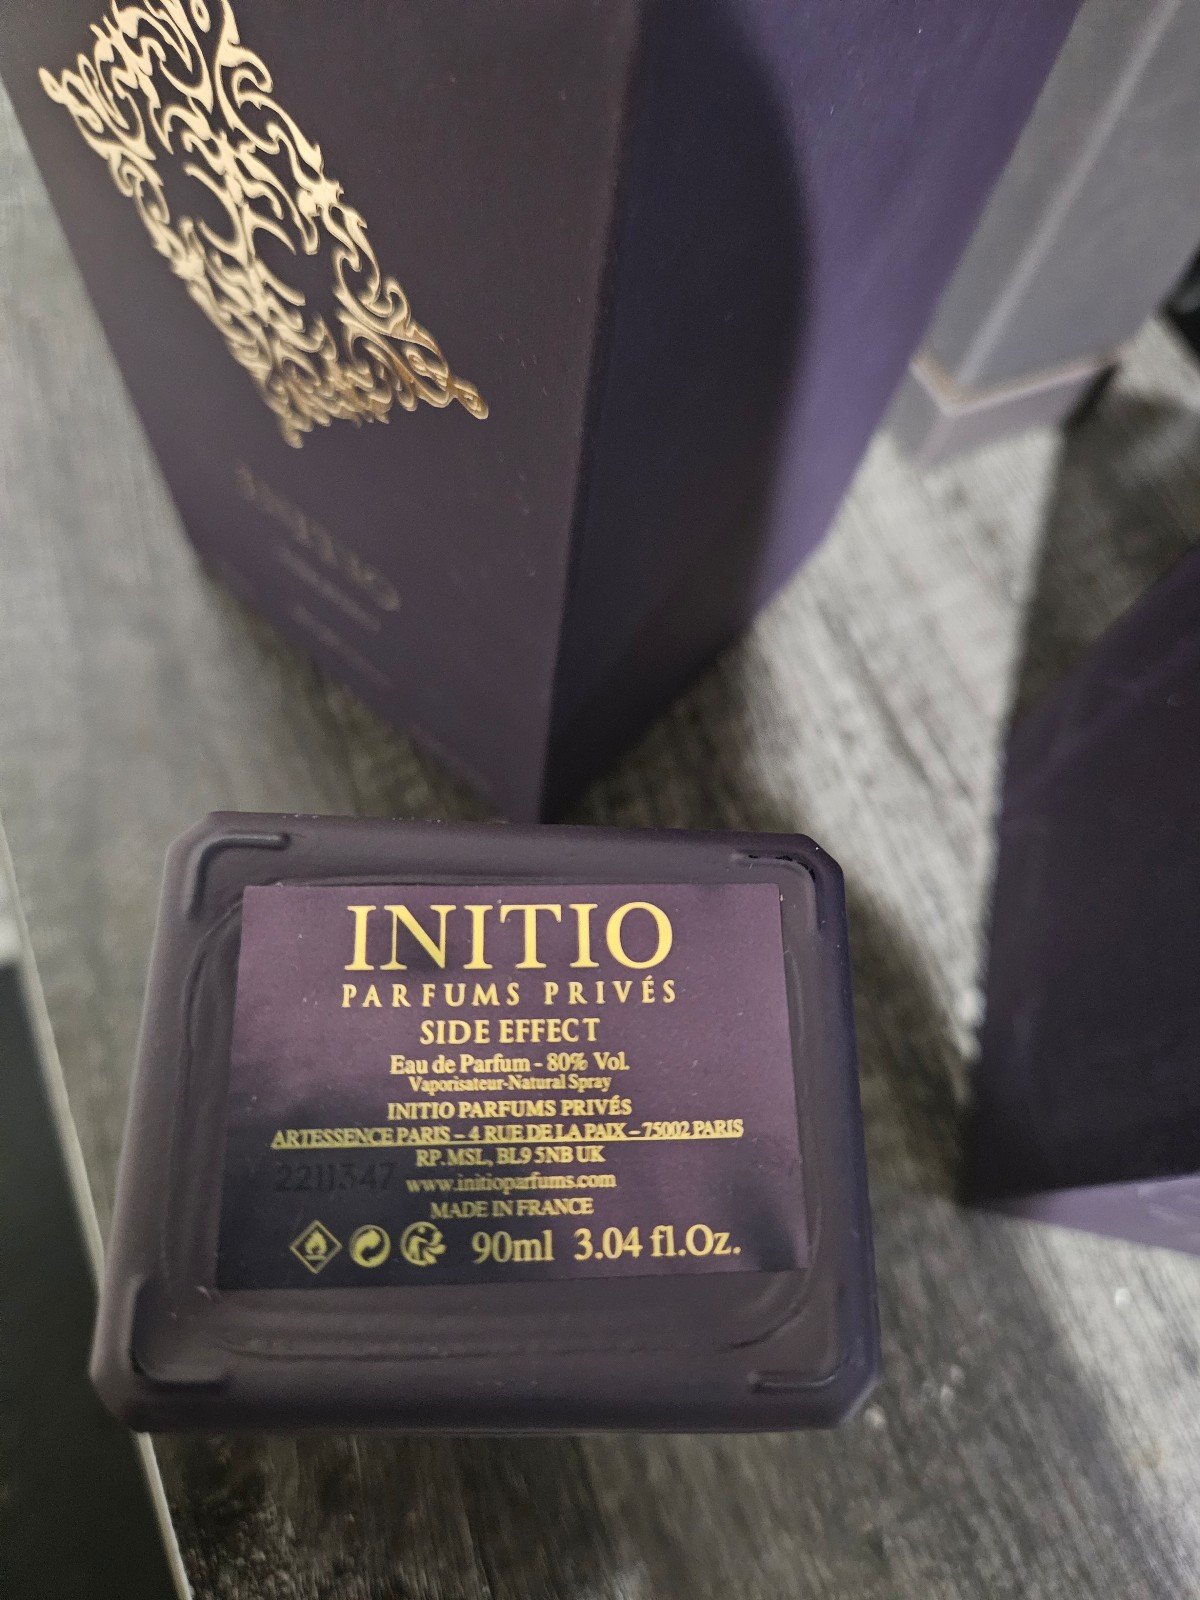 INITIO
PARFUMS PRIVÉS
SIDE EFFECT
Eau de Parfum - 80% Vol.
Vaporisateur-Natural Spray
INITIO PARFUMS PRIVÉS
ARTESSENCE PARIS – 4 RUE DE LA PAIX – 75002 PARIS
RP. MSL, BL9 5NB UK
2211347 www.initioparfums.com
MADE IN FRANCE
90ml 3.04 fl.Oz.